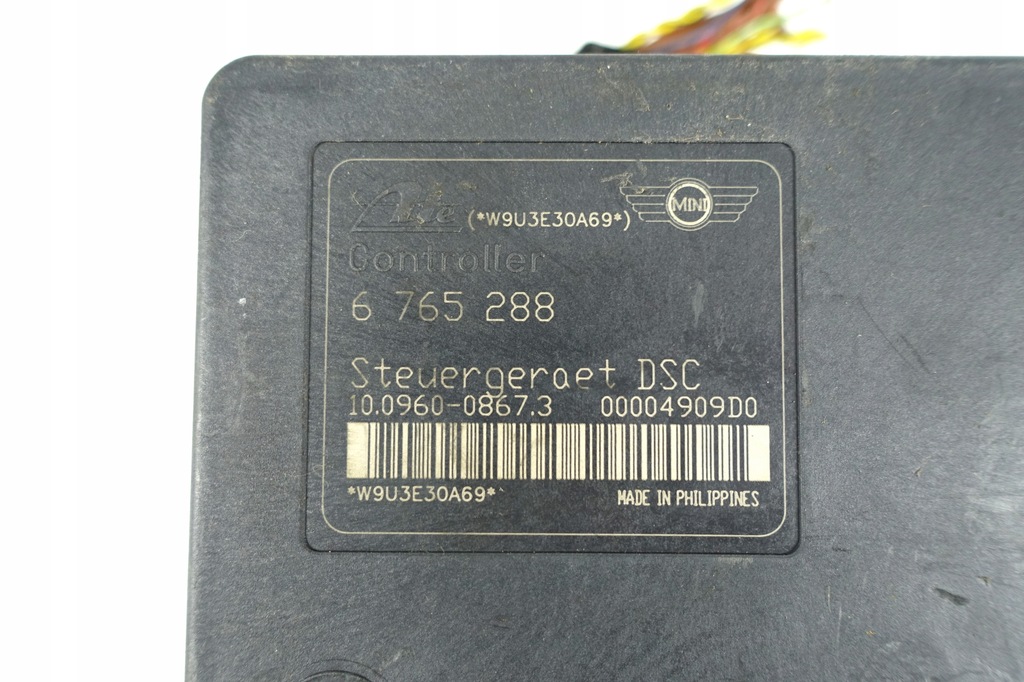 Ate (*W9U3E30A69*) MINI
Controller
6 765 288
Steuergeraet DSC
10.0960-0867.3 00004909D0
*W9U3E30A69* MADE IN PHILIPPINES